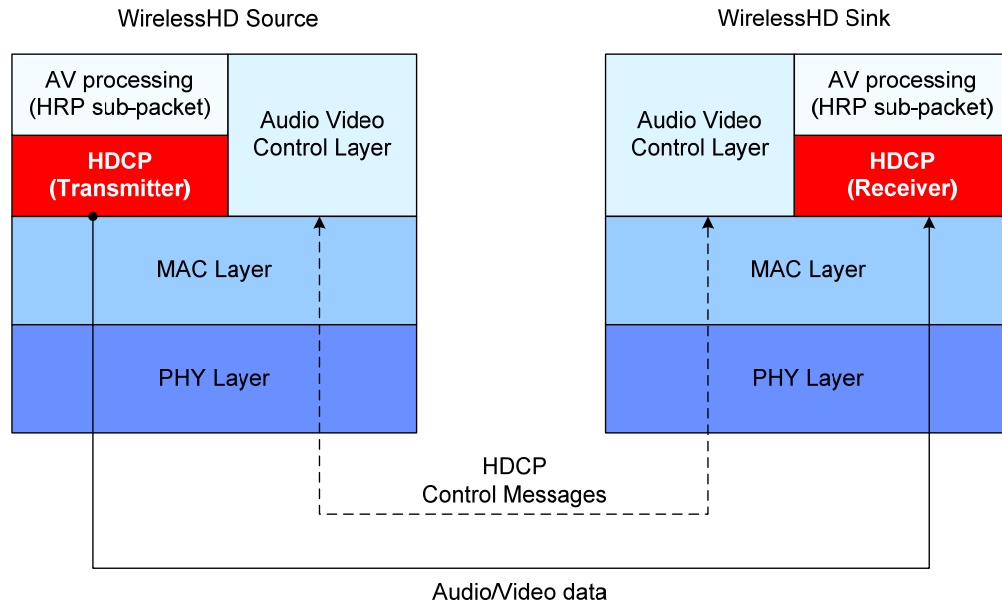 WirelessHD Source
WirelessHD Sink
AV processing
(HRP sub-packet)
HDCP
(Transmitter)
Audio Video
Control Layer
MAC Layer
PHY Layer
Audio Video
Control Layer
AV processing
(HRP sub-packet)
HDCP
(Receiver)
MAC Layer
PHY Layer
HDCP
Control Messages
Audio/Video data